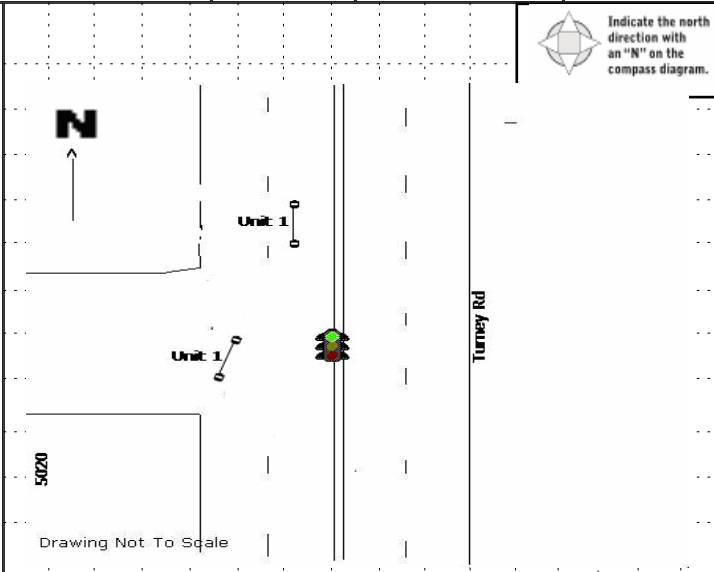 Indicate the north
direction with
an "N" on the
compass diagram.
N
Unit 1
Turney Rd
Unit 1
5020
Drawing Not To Scale